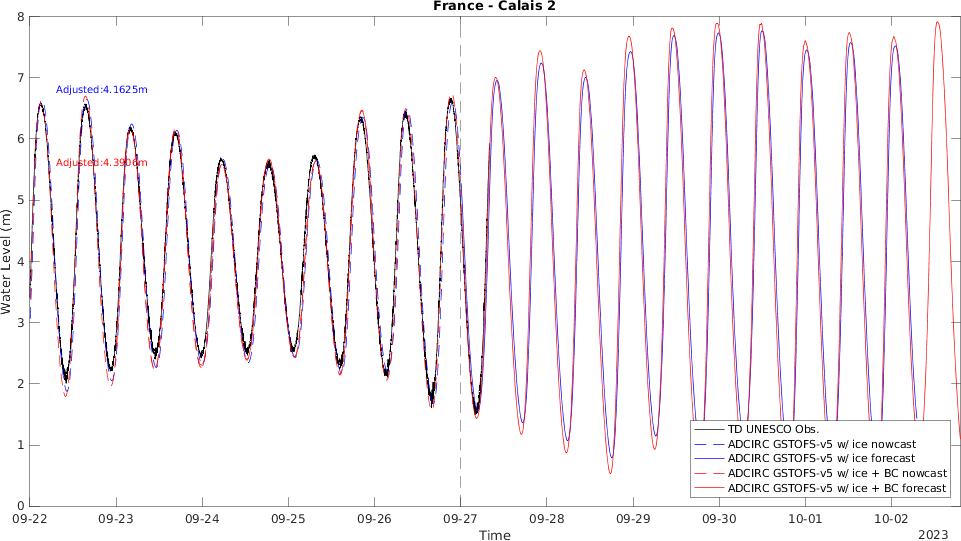 France - Calais 2
8
7
6
5
4
3
2
1
0
Water Level (m)
Adjusted:4.1625m
Adjusted:4.3906m
TD UNESCO Obs.
ADCIRC GSTOFS-v5 w/ ice nowcast
ADCIRC GSTOFS-v5 w/ ice forecast
ADCIRC GSTOFS-v5 w/ ice + BC nowcast
ADCIRC GSTOFS-v5 w/ ice + BC forecast
09-22 09-23 09-24 09-25 09-26 09-27 09-28 09-29 09-30 10-01 10-02
Time
2023